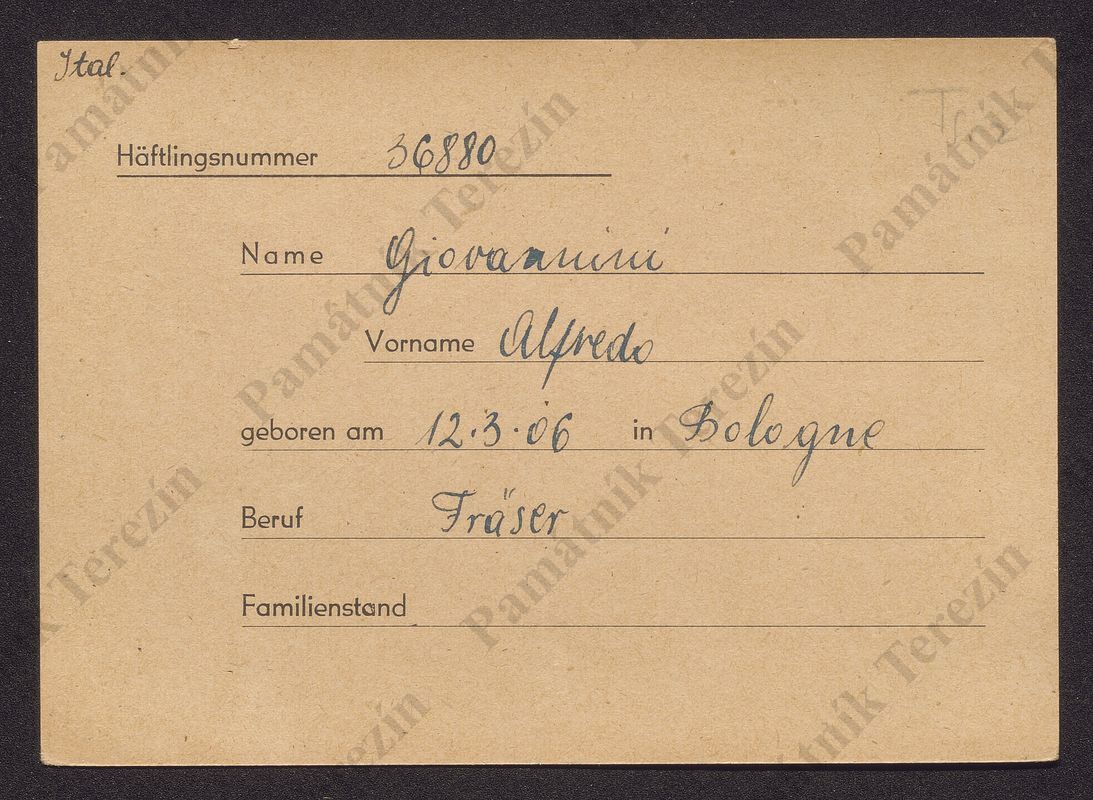 Ital.
Häftlingsnummer 36880
Name Giovannini
Vorname Alfredo
geboren am 12.3.06 in Bologne
Beruf Fräser
Familienstand
Památník Terezín